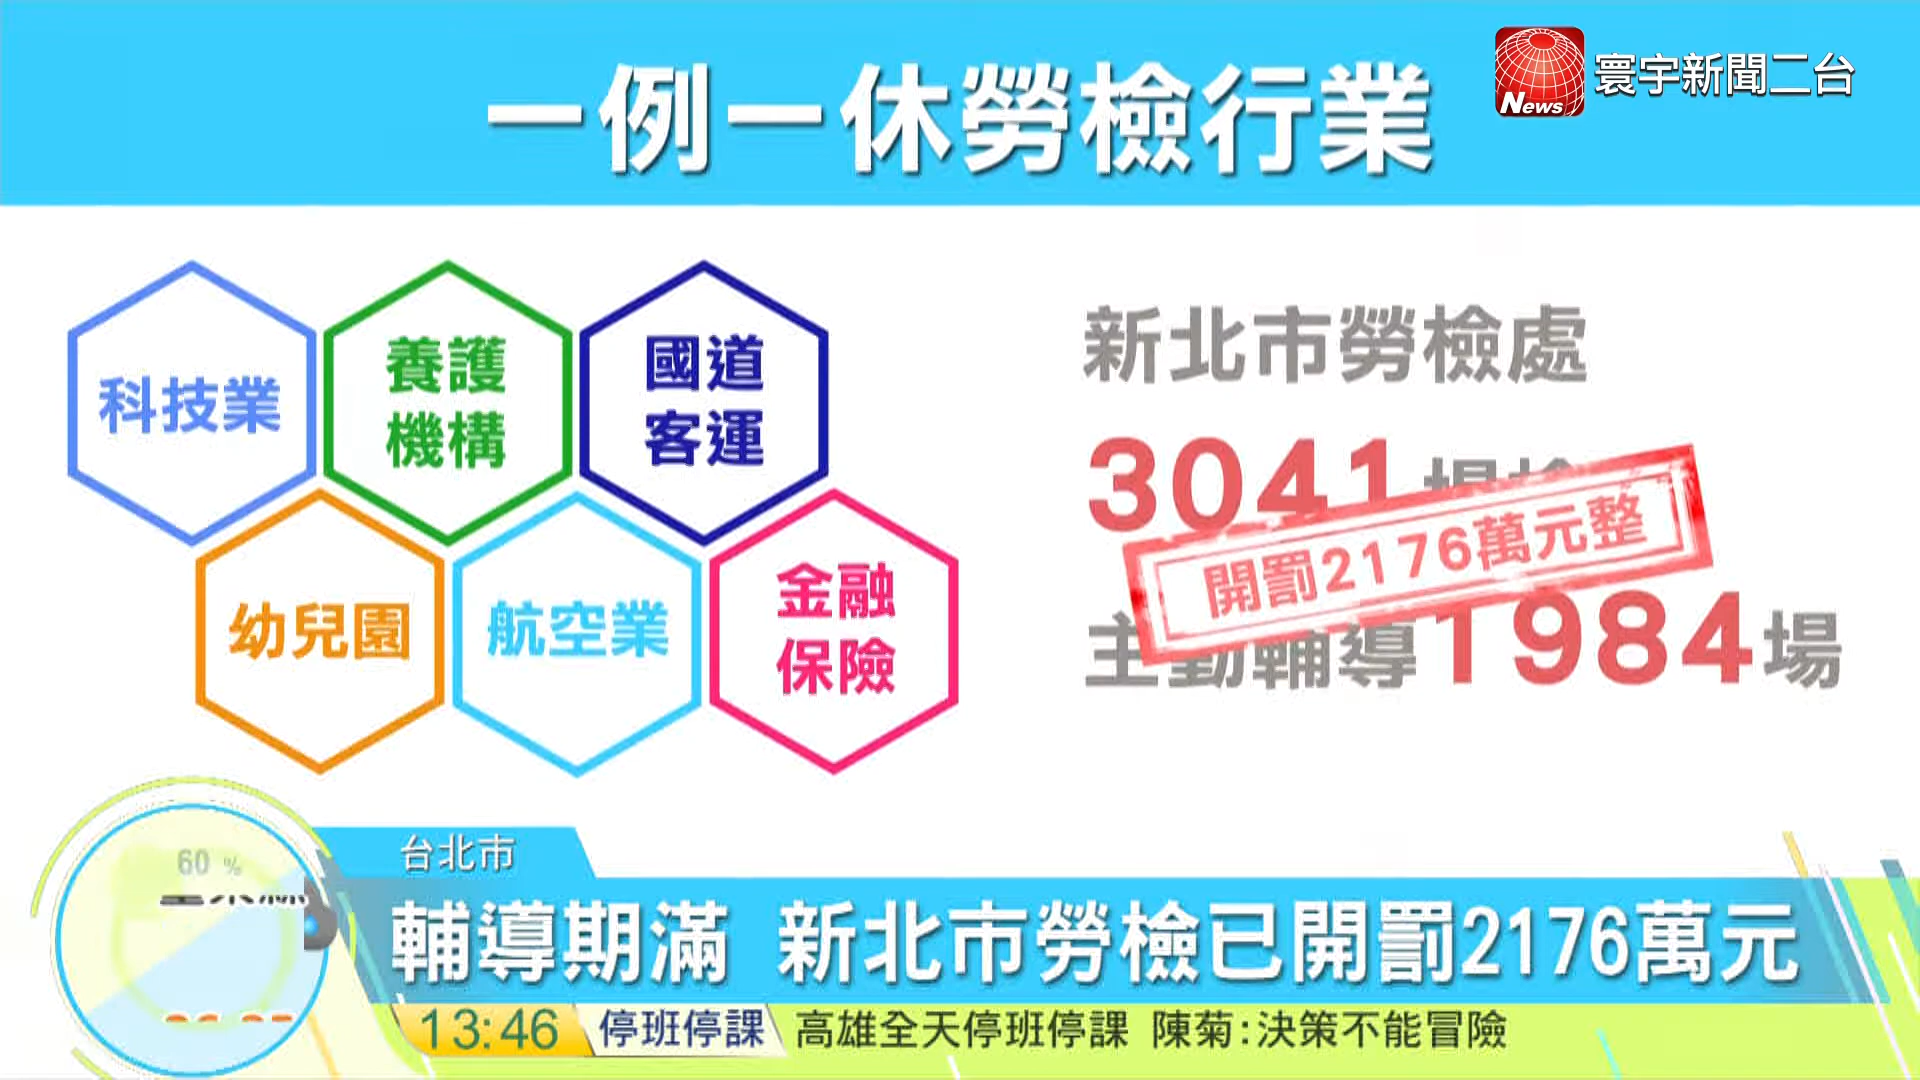 一例一休勞檢行業
News 寰宇新聞二台
科技業
養護
機構
國道
客運
幼兒園
航空業
金融
保險
新北市勞檢處
3041
開罰2176萬元整
主動輔導1984場
台北市
60 %
輔導期滿 新北市勞檢已開罰2176萬元
13:46 停班停課 高雄全天停班停課 陳菊:決策不能冒險